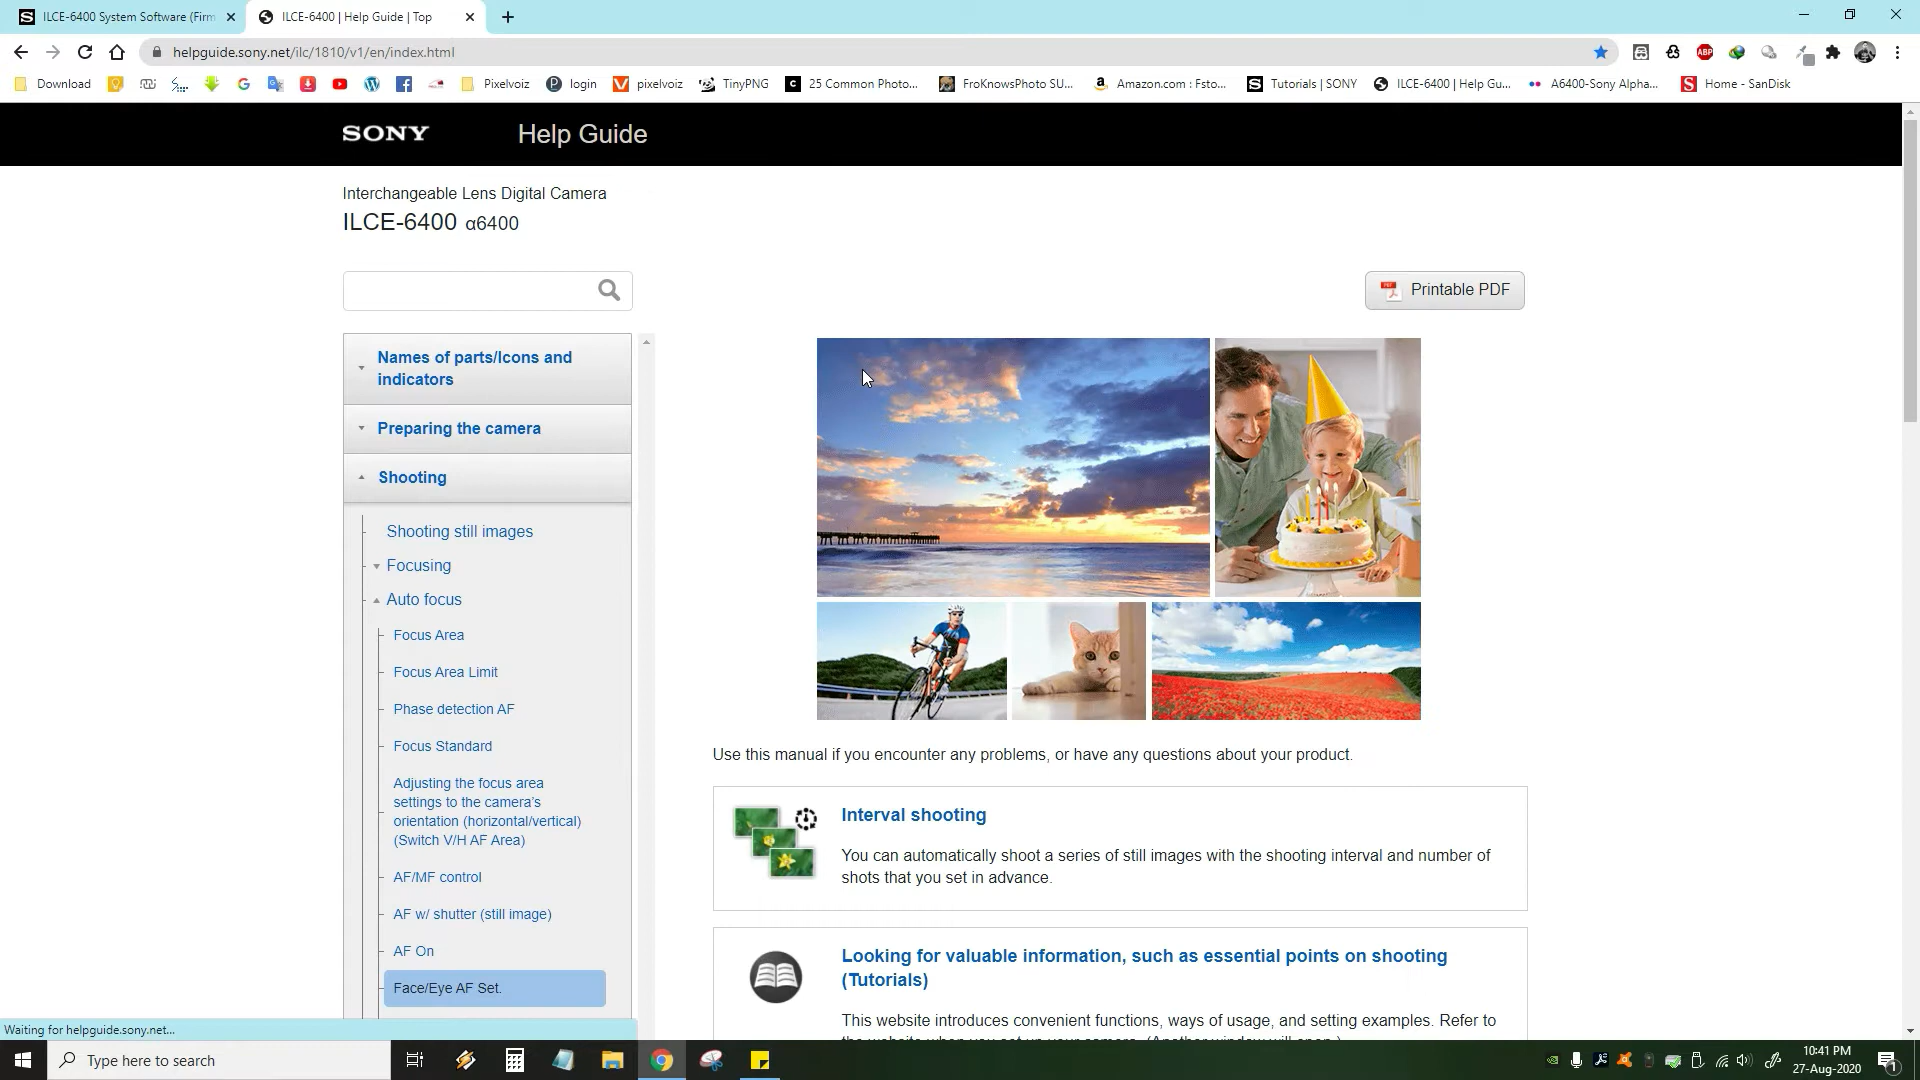 ILCE-6400 System Software (Firm
ILCE-6400 | Help Guide | Top
helpguide.sony.net/ilc/1810/v1/en/index.html
ABP
Download
Pixelvoiz
login
pixelvoiz
TinyPNG
25 Common Photo...
FroKnowsPhoto SU...
Amazon.com : Fsto...
Tutorials | SONY
ILCE-6400 | Help Gu...
A6400-Sony Alpha...
Home - SanDisk
SONY
Help Guide
Interchangeable Lens Digital Camera
ILCE-6400 α6400
Printable PDF
Names of parts/Icons and
indicators
Preparing the camera
Shooting
Shooting still images
Focusing
Auto focus
Focus Area
Focus Area Limit
Phase detection AF
Focus Standard
Adjusting the focus area
settings to the camera's
orientation (horizontal/vertical)
(Switch V/H AF Area)
AF/MF control
AF w/ shutter (still image)
AF On
Face/Eye AF Set.
Use this manual if you encounter any problems, or have any questions about your product.
Interval shooting
You can automatically shoot a series of still images with the shooting interval and number of
shots that you set in advance.
Looking for valuable information, such as essential points on shooting
(Tutorials)
This website introduces convenient functions, ways of usage, and setting examples. Refer to
Waiting for helpguide.sony.net...
Type here to search
10:41 PM
27-Aug-2020